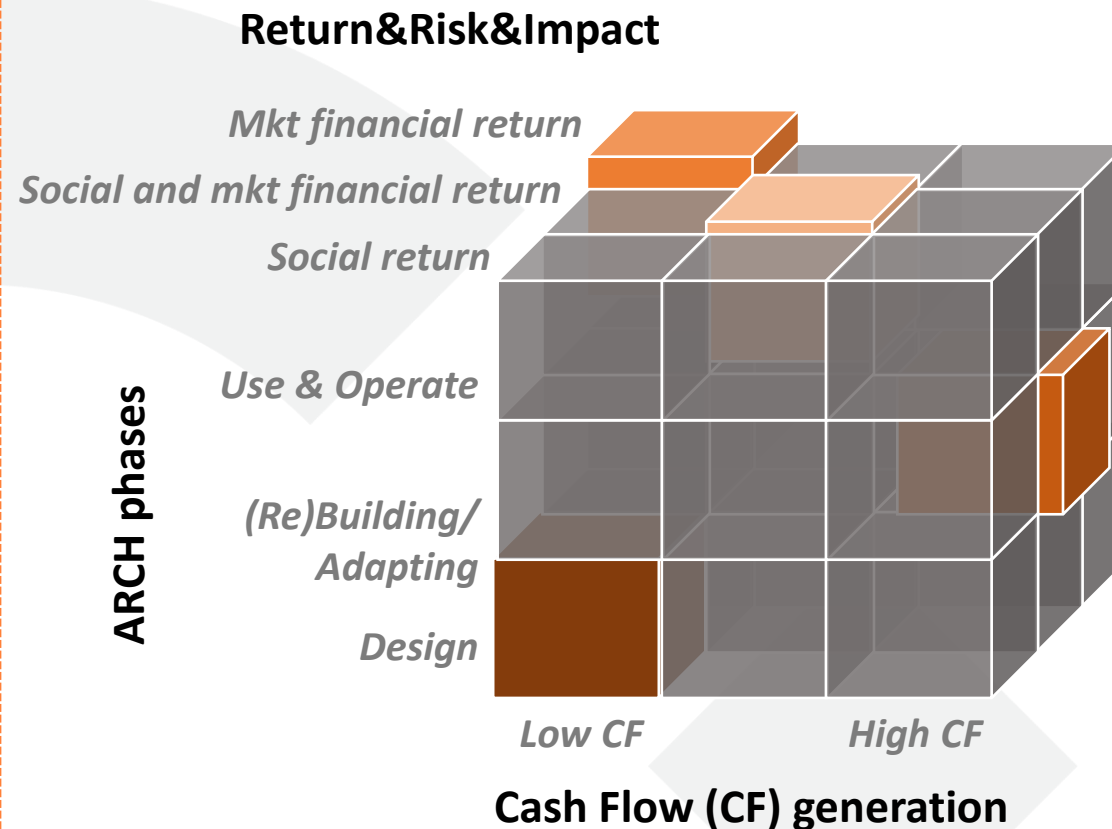 Return&Risk&Impact
Mkt financial return
Social and mkt financial return
Social return
Use & Operate
ARCH phases
(Re)Building/
Adapting
Design
Low CF
High CF
Cash Flow (CF) generation